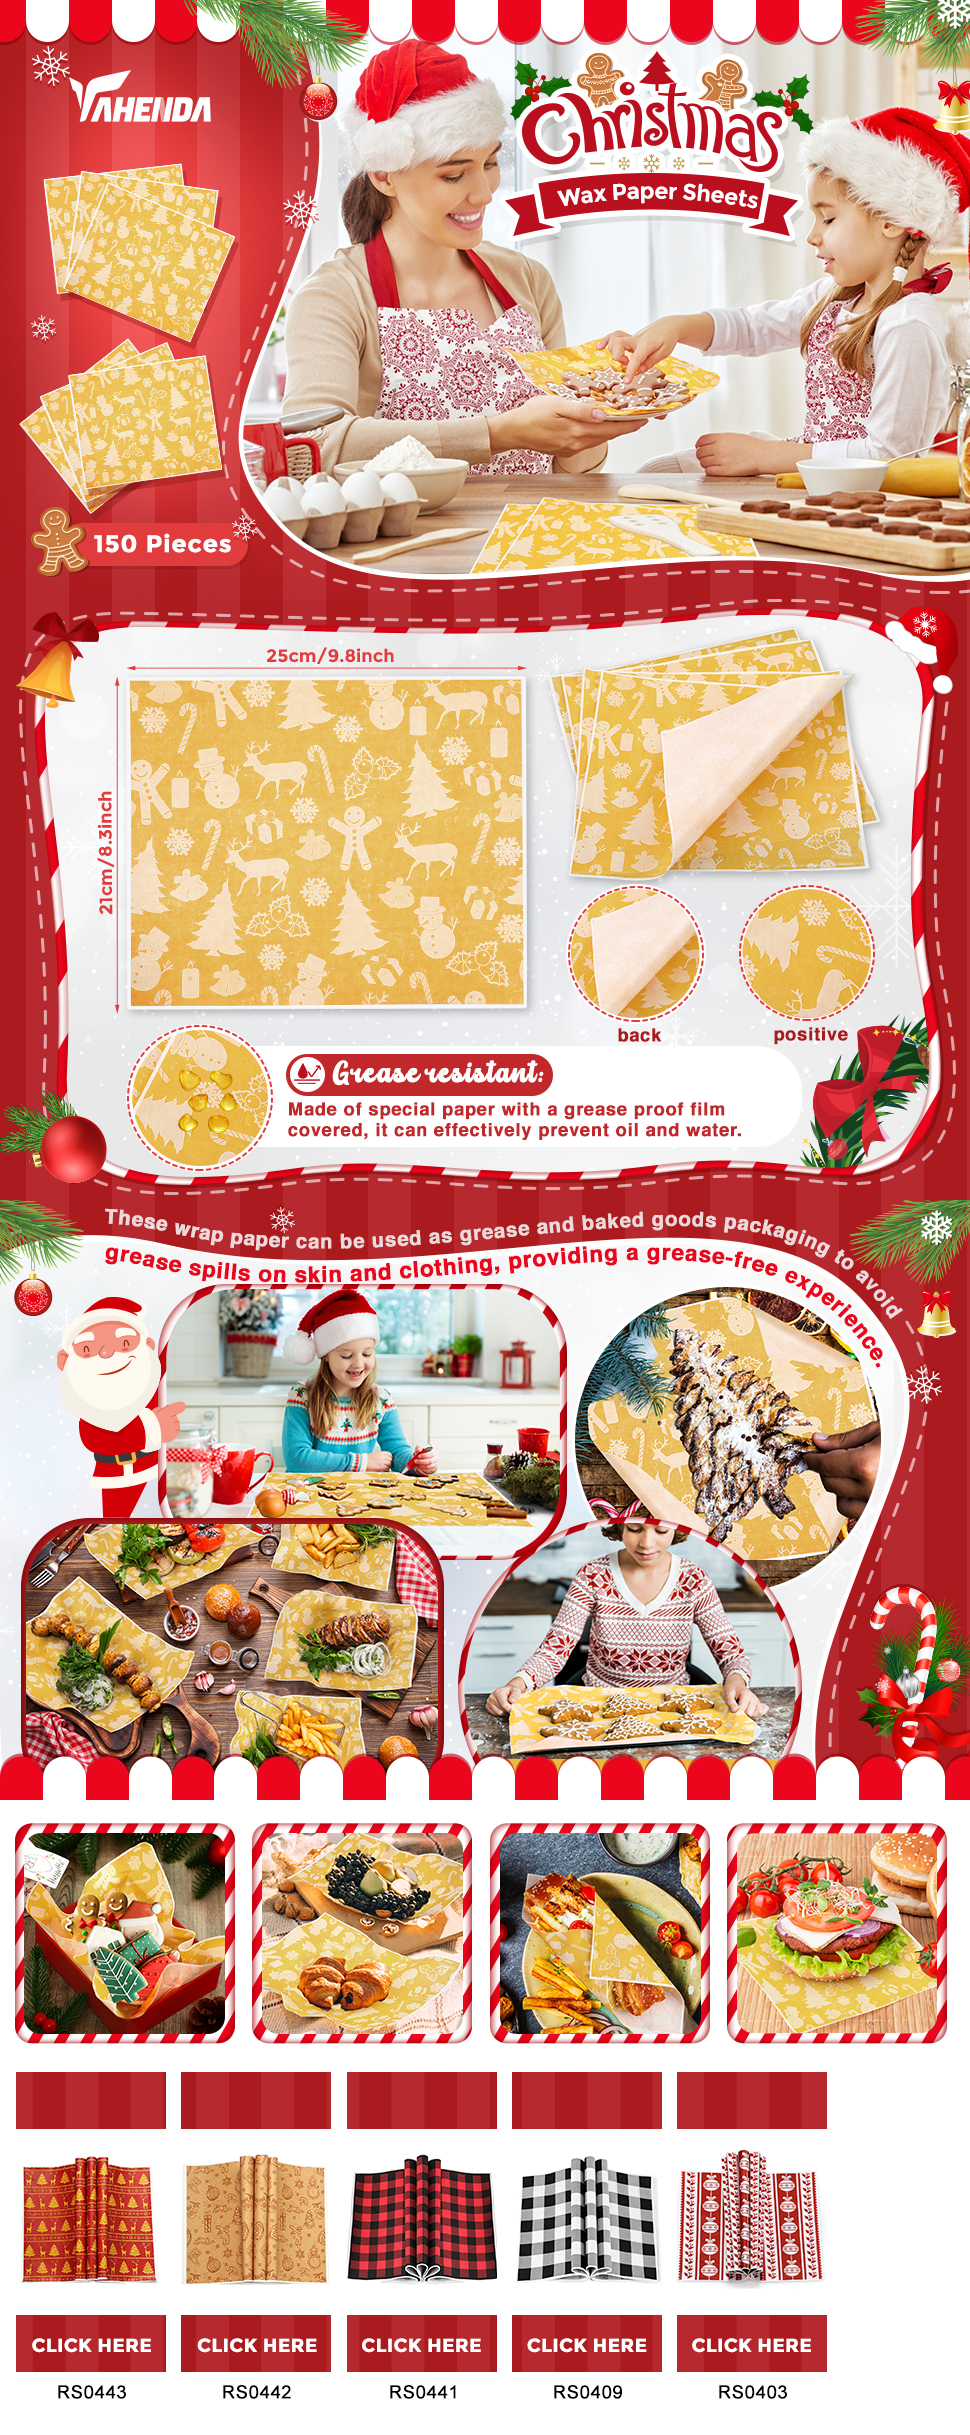 YAHENDA
Christmas
Wax Paper Sheets
150 Pieces
25cm/9.8inch
21cm/8.3inch
back
positive
Grease resistant:
Made of special paper with a grease proof film
covered, it can effectively prevent oil and water.
These wrap paper can be used as grease and baked goods packaging to avoid
grease spills on skin and clothing, providing a grease-free experience.
CLICK HERE
CLICK HERE
CLICK HERE
CLICK HERE
CLICK HERE
RS0443
RS0442
RS0441
RS0409
RS0403